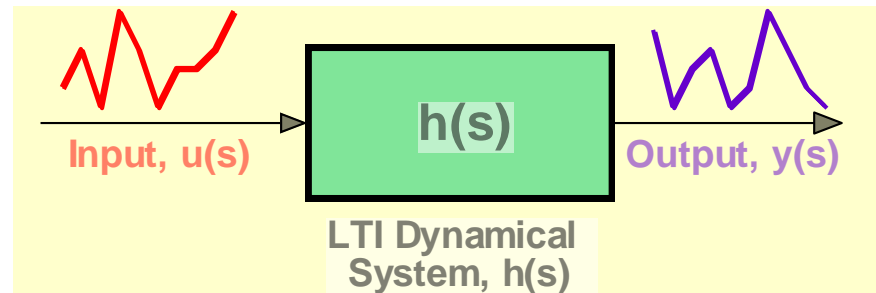 h(s)
Input, u(s)
Output, y(s)
LTI Dynamical
System, h(s)